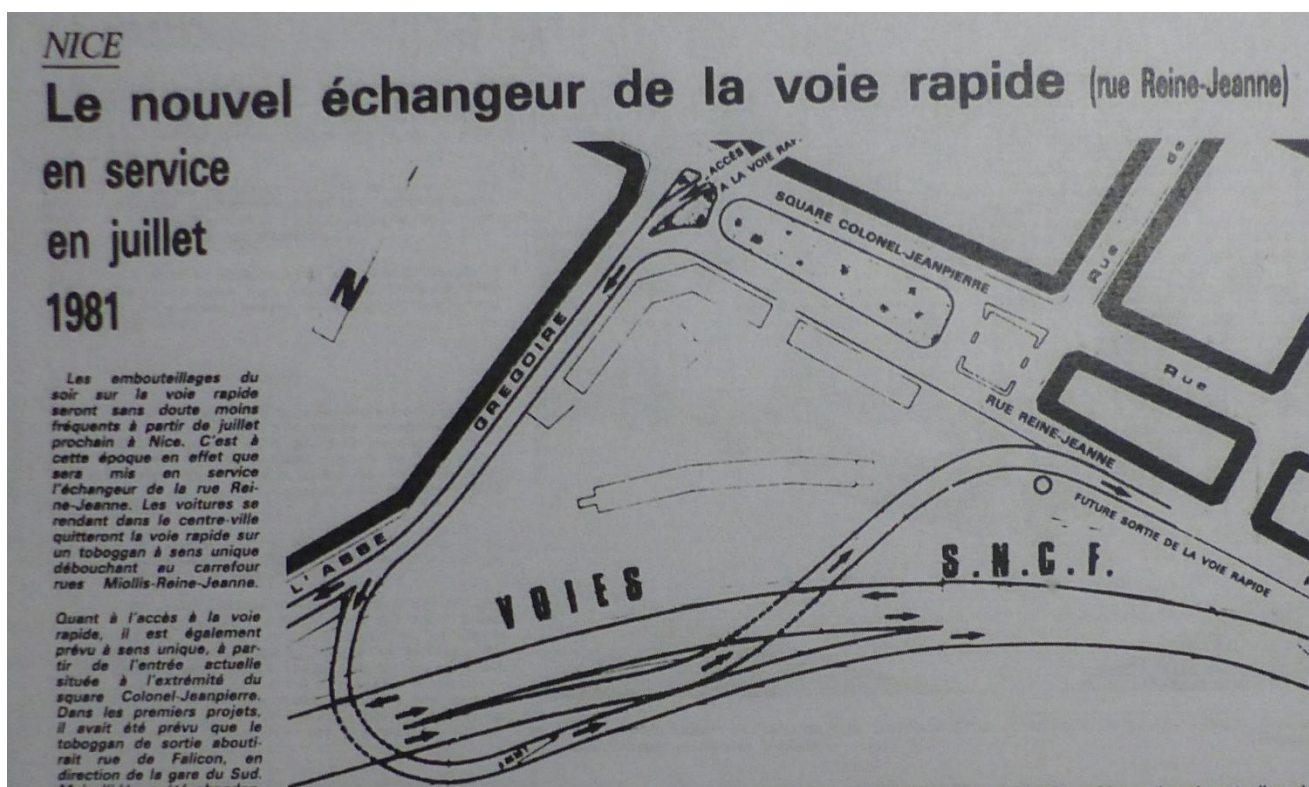 NICE
Le nouvel échangeur de la voie rapide (rue Reine-Jeanne)
en service
en juillet
1981
Les embouteillages du
soir sur la voie rapide
seront sans doute moins
fréquents à partir de juillet
prochain à Nice. C'est à
cette époque en effet que
sera mis en service
l'échangeur de la rue Rei-
ne-Jeanne. Les voitures se
rendant dans le centre-ville
quitteront la voie rapide sur
un toboggan à sens unique
débouchant au carrefour
rues Miollis-Reine-Jeanne.
Quant à l'accès à la voie
rapide, il est également
prévu à sens unique, à par-
tir de l'entrée actuelle
située à l'extrémité du
square Colonel-Jeanpierre.
Dans les premiers projets,
il avait été prévu que le
toboggan de sortie abouti-
rait rue de Falicon, en
direction de la gare du Sud.
N
ACCÈS
A LA VOIE RAP
SQUARE COLONEL-JEANPIERRE
Rue de
Rue
GREGOIRE
RUE REINE-JEANNE
L'ABBE
FUTURE SORTIE DE LA VOIE RAPIDE
VOIES S.N.C.F.